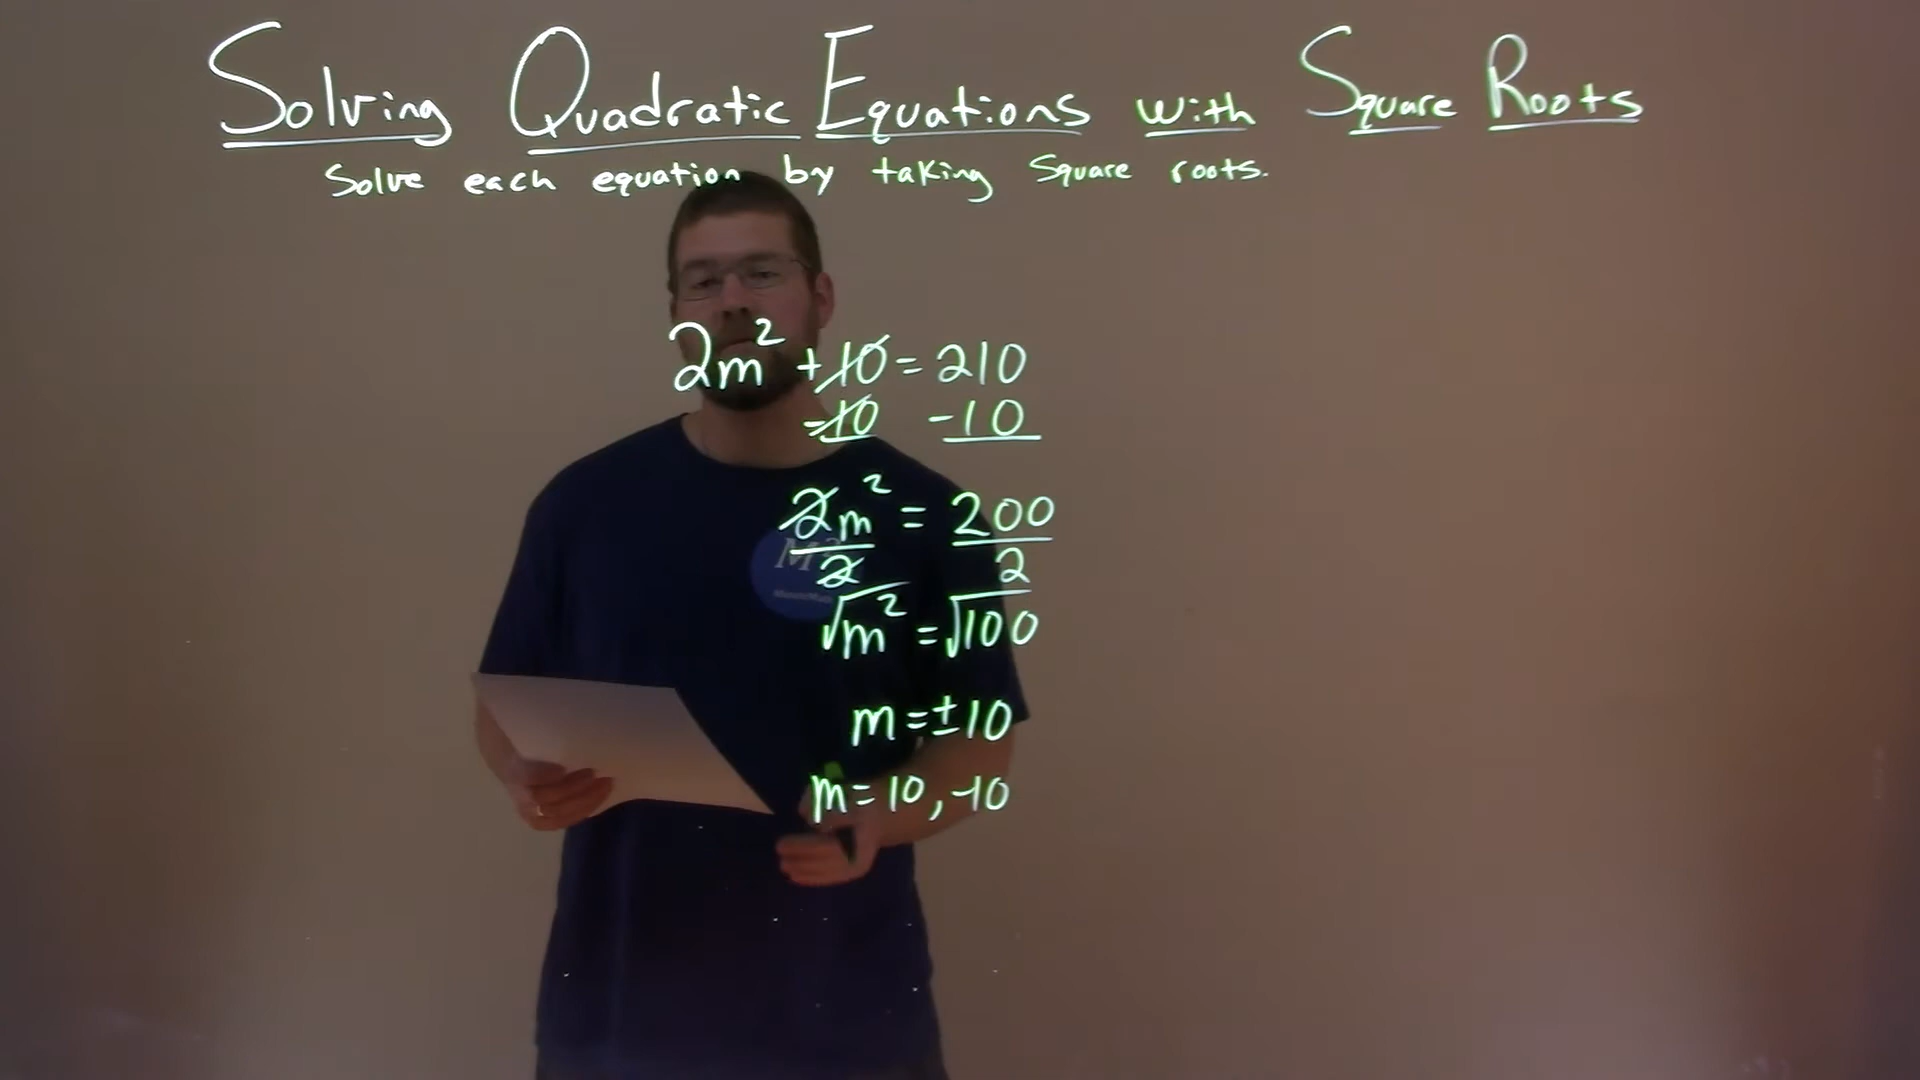 Solving Quadratic Equations with Square Roots
Solve each equation by taking Square roots.
2m² + 10 = 210
-10 -10
2m² = 200
2 2
√m² = √100
m = ±10
m = 10, -10